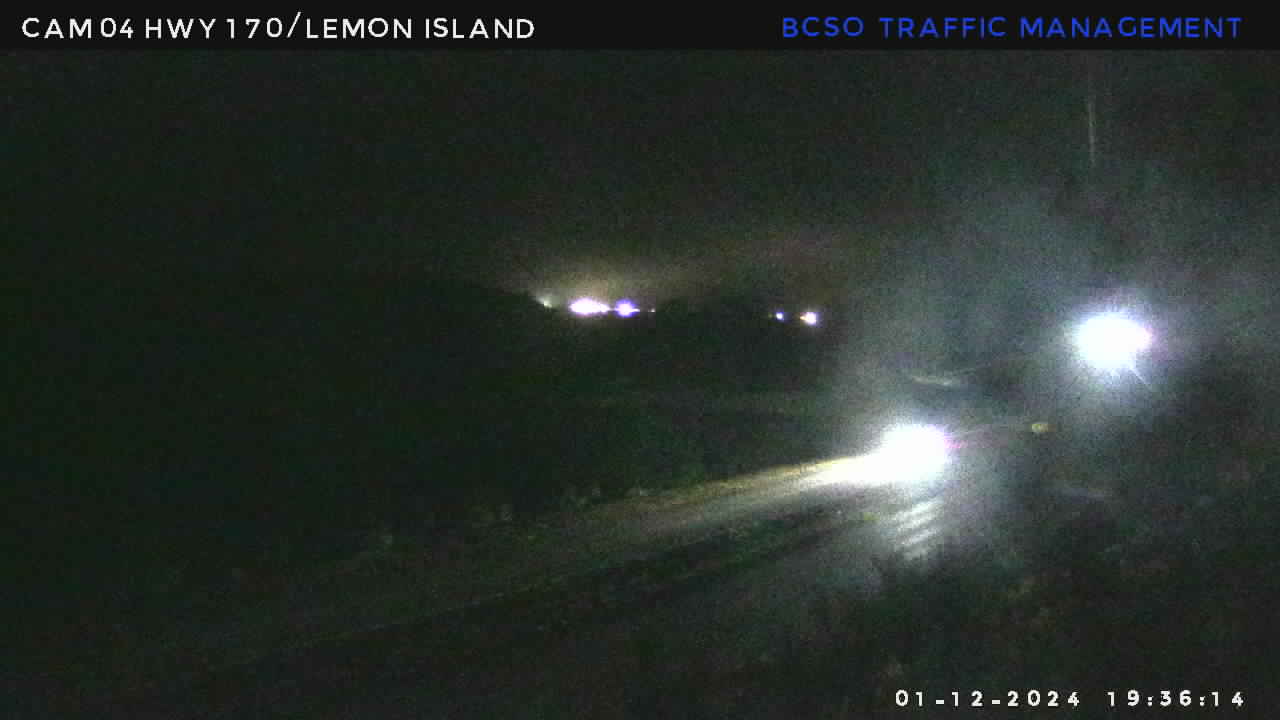 CAM04 HWY 170/LEMON ISLAND
BCSO TRAFFIC MANAGEMENT
01-12-2024 19:36:14